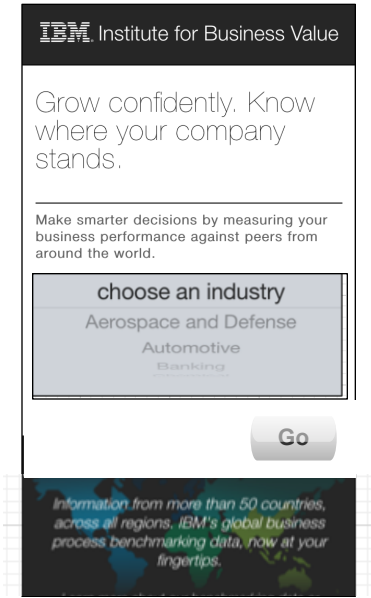 IBM Institute for Business Value
Grow confidently. Know
where your company
stands.
Make smarter decisions by measuring your
business performance against peers from
around the world.
choose an industry
Aerospace and Defense
Automotive
Banking
Go
Information from more than 50 countries,
across all regions. IBM's global business
process benchmarking data, now at your
fingertips.